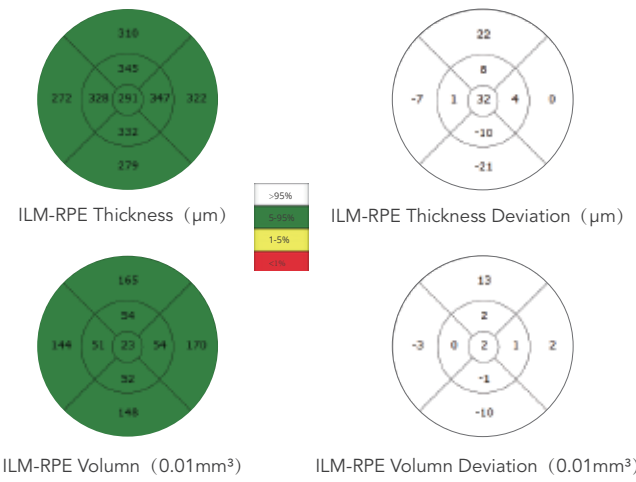 310
345
272 328 291 347 322
332
279
ILM-RPE Thickness（μm）
22
8
-7 1 32 4 0
-10
-21
ILM-RPE Thickness Deviation（μm）
>95%
5-95%
1-5%
<1%
165
54
144 51 23 54 170
52
148
ILM-RPE Volumn（0.01mm³）
13
2
-3 0 2 1 2
-1
-10
ILM-RPE Volumn Deviation（0.01mm³）